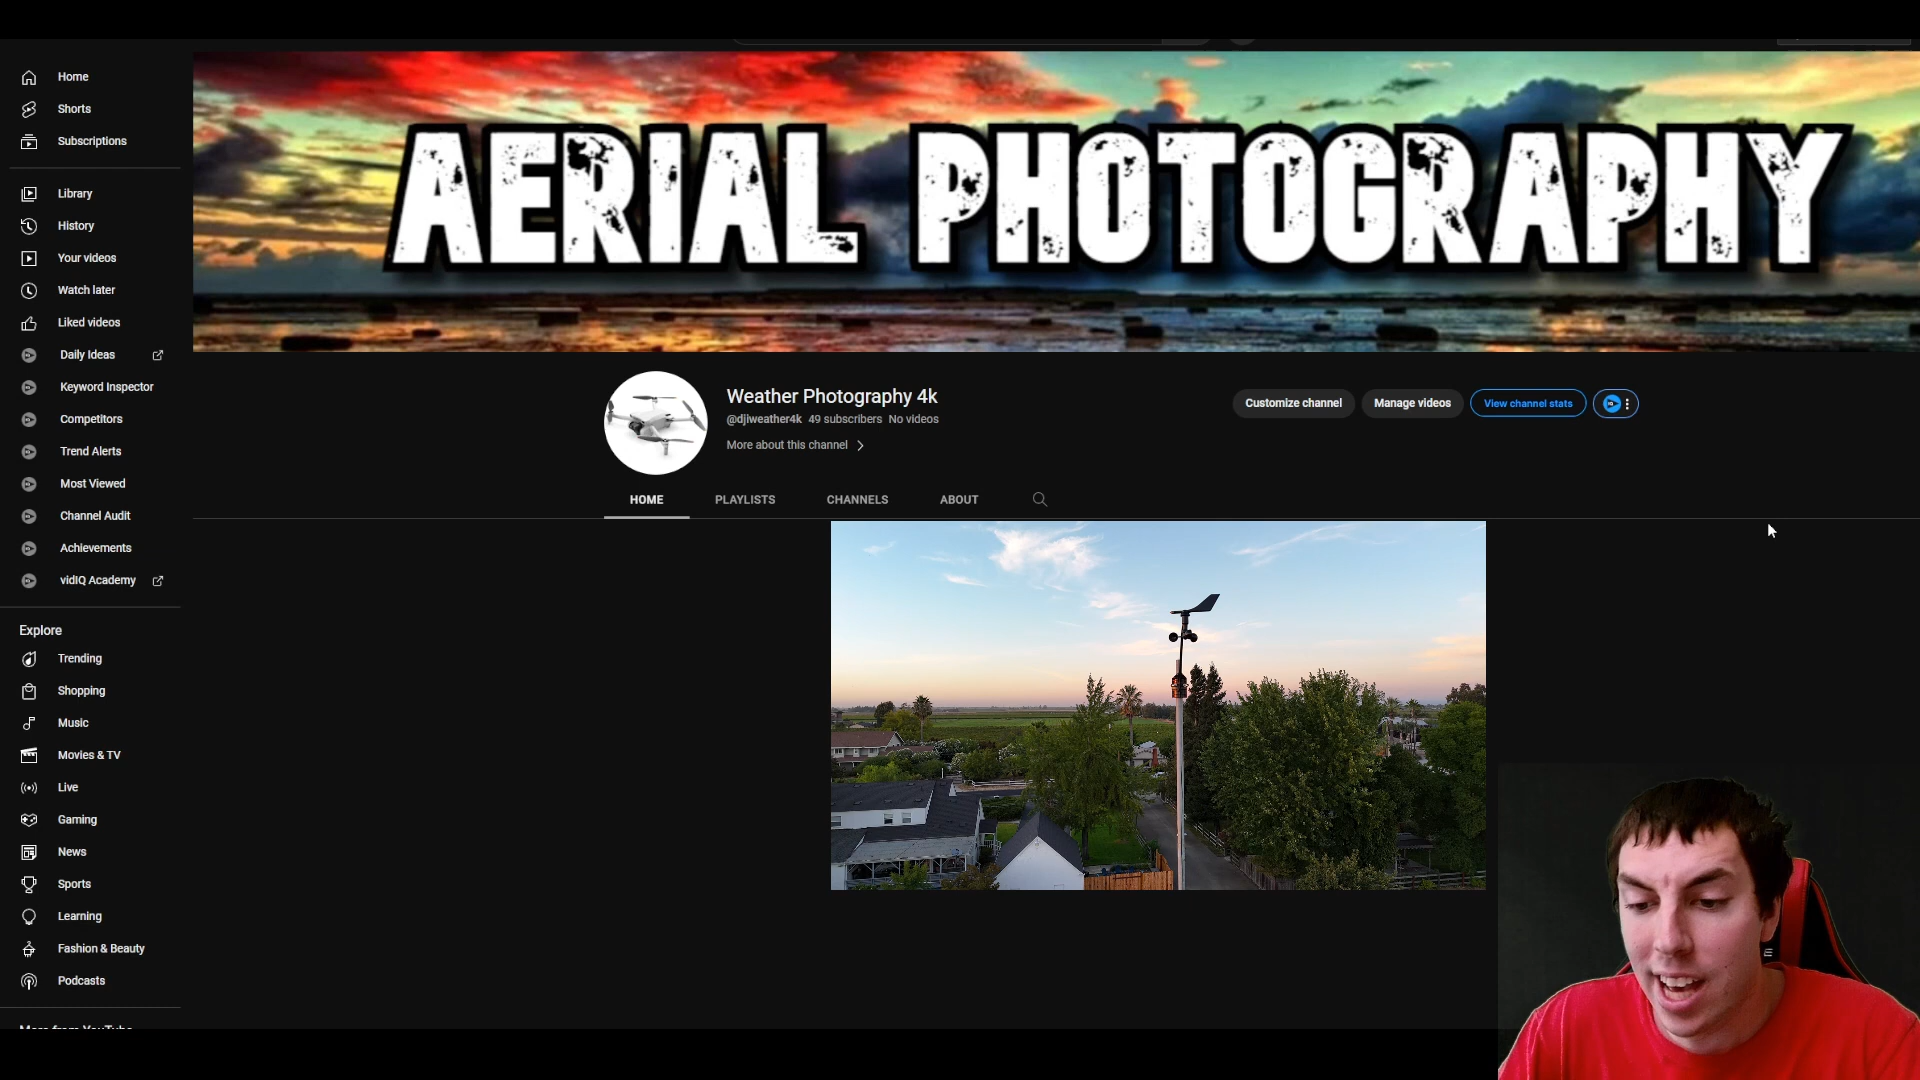 AERIAL PHOTOGRAPHY
Home
Shorts
Subscriptions
Library
History
Your videos
Watch later
Liked videos
Daily Ideas
Keyword Inspector
Competitors
Trend Alerts
Most Viewed
Channel Audit
Achievements
vidIQ Academy
Explore
Trending
Shopping
Music
Movies & TV
Live
Gaming
News
Sports
Learning
Fashion & Beauty
Podcasts
More from YouTube
Weather Photography 4k
@djiweather4k 49 subscribers No videos
More about this channel
Customize channel Manage videos View channel stats
HOME PLAYLISTS CHANNELS ABOUT